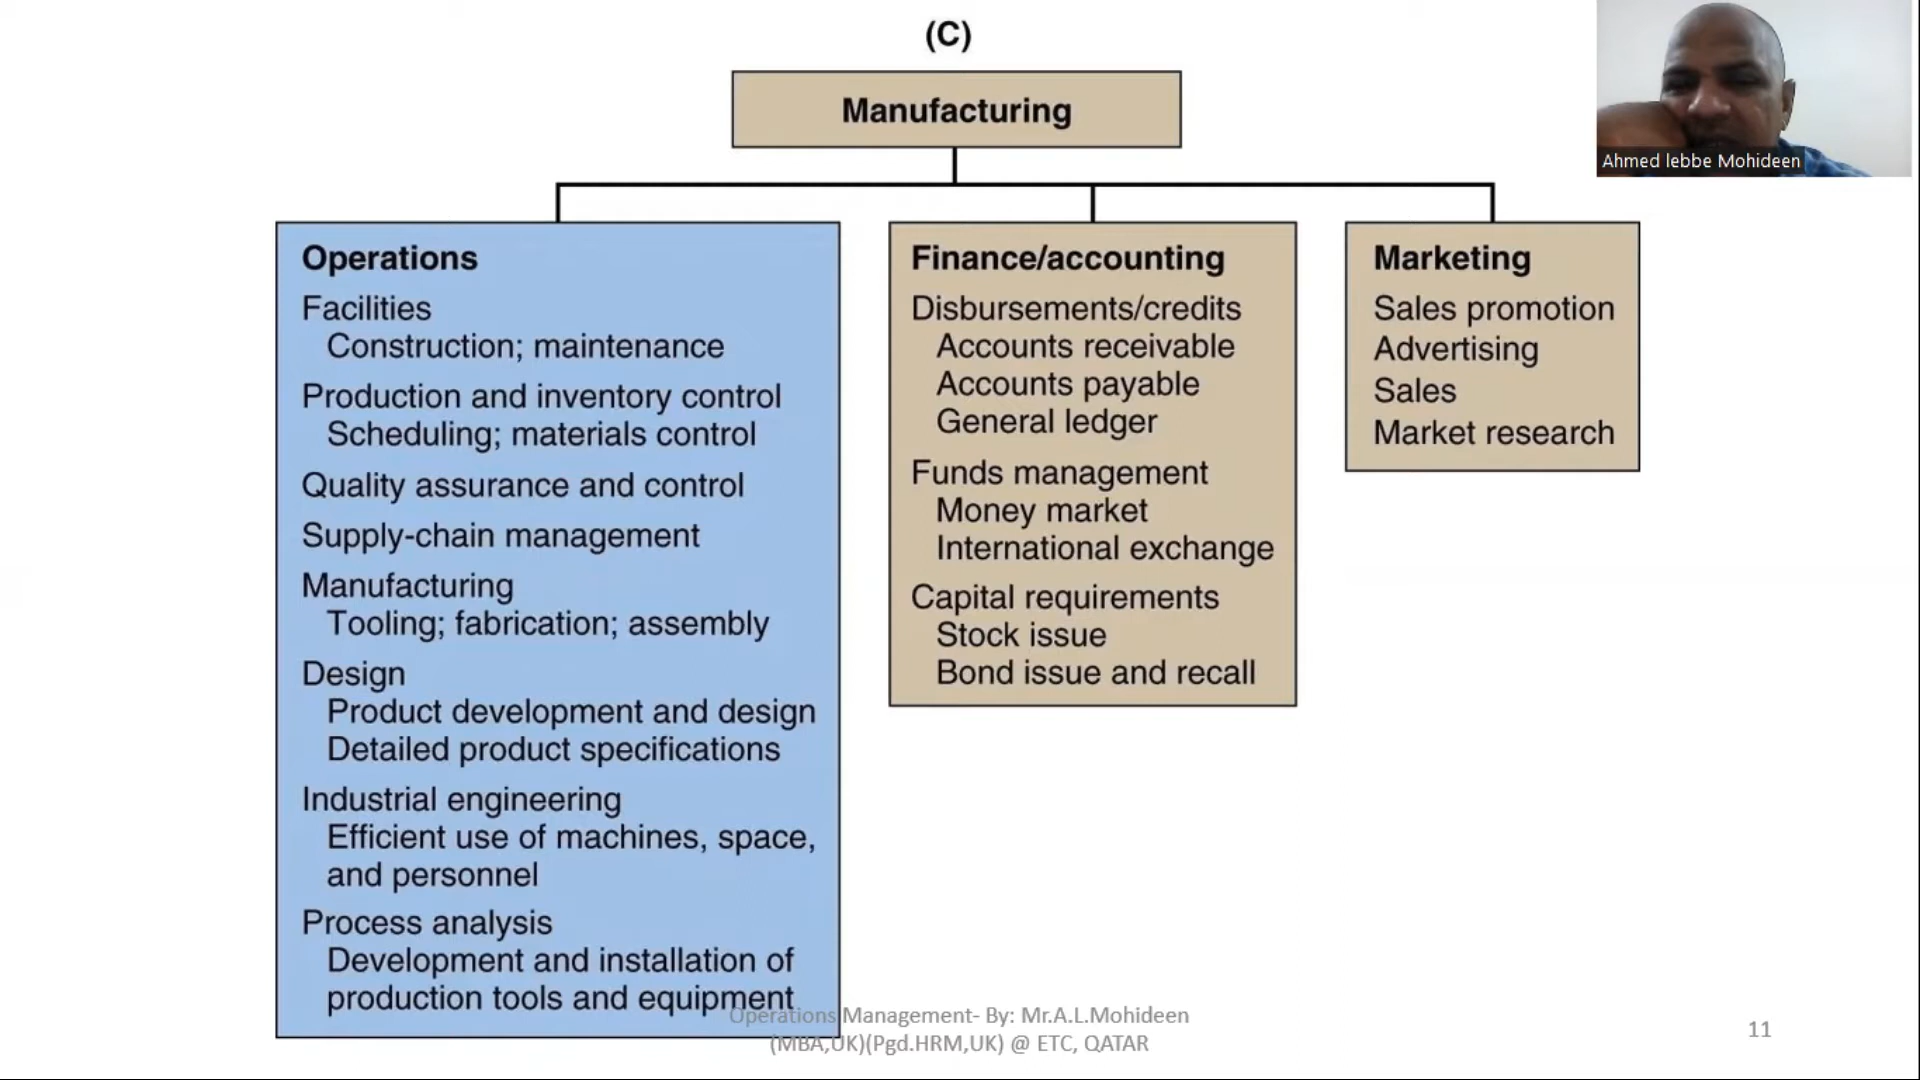 (C)
Manufacturing
Ahmed lebbe Mohideen
Operations
Facilities
Construction; maintenance
Production and inventory control
Scheduling; materials control
Quality assurance and control
Supply-chain management
Manufacturing
Tooling; fabrication; assembly
Design
Product development and design
Detailed product specifications
Industrial engineering
Efficient use of machines, space,
and personnel
Process analysis
Development and installation of
production tools and equipment
Finance/accounting
Disbursements/credits
Accounts receivable
Accounts payable
General ledger
Funds management
Money market
International exchange
Capital requirements
Stock issue
Bond issue and recall
Marketing
Sales promotion
Advertising
Sales
Market research
Operations Management- By: Mr.A.L.Mohideen
(MBA,UK)(Pgd.HRM,UK) @ ETC, QATAR
11